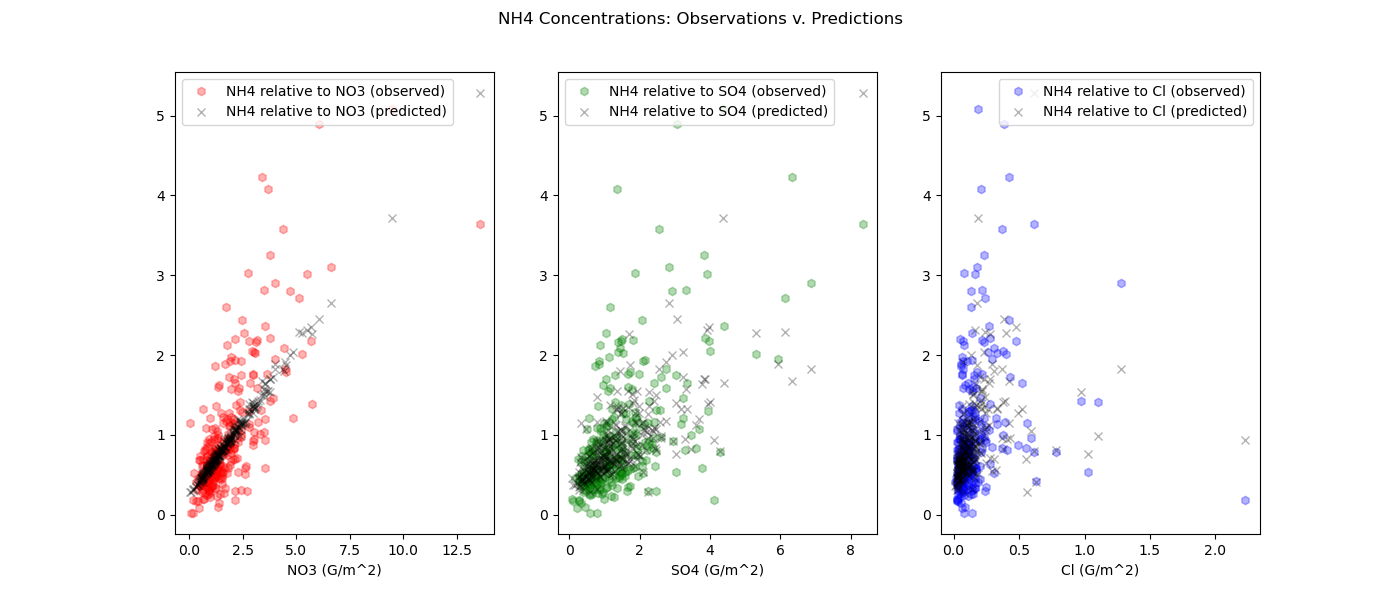 NH4 Concentrations: Observations v. Predictions
NH4 relative to NO3 (observed)
NH4 relative to NO3 (predicted)
5
4
3
2
1
0
0.0 2.5 5.0 7.5 10.0 12.5
NO3 (G/m^2)
NH4 relative to SO4 (observed)
NH4 relative to SO4 (predicted)
5
4
3
2
1
0
0 2 4 6 8
SO4 (G/m^2)
NH4 relative to Cl (observed)
NH4 relative to Cl (predicted)
5
4
3
2
1
0
0.0 0.5 1.0 1.5 2.0
Cl (G/m^2)